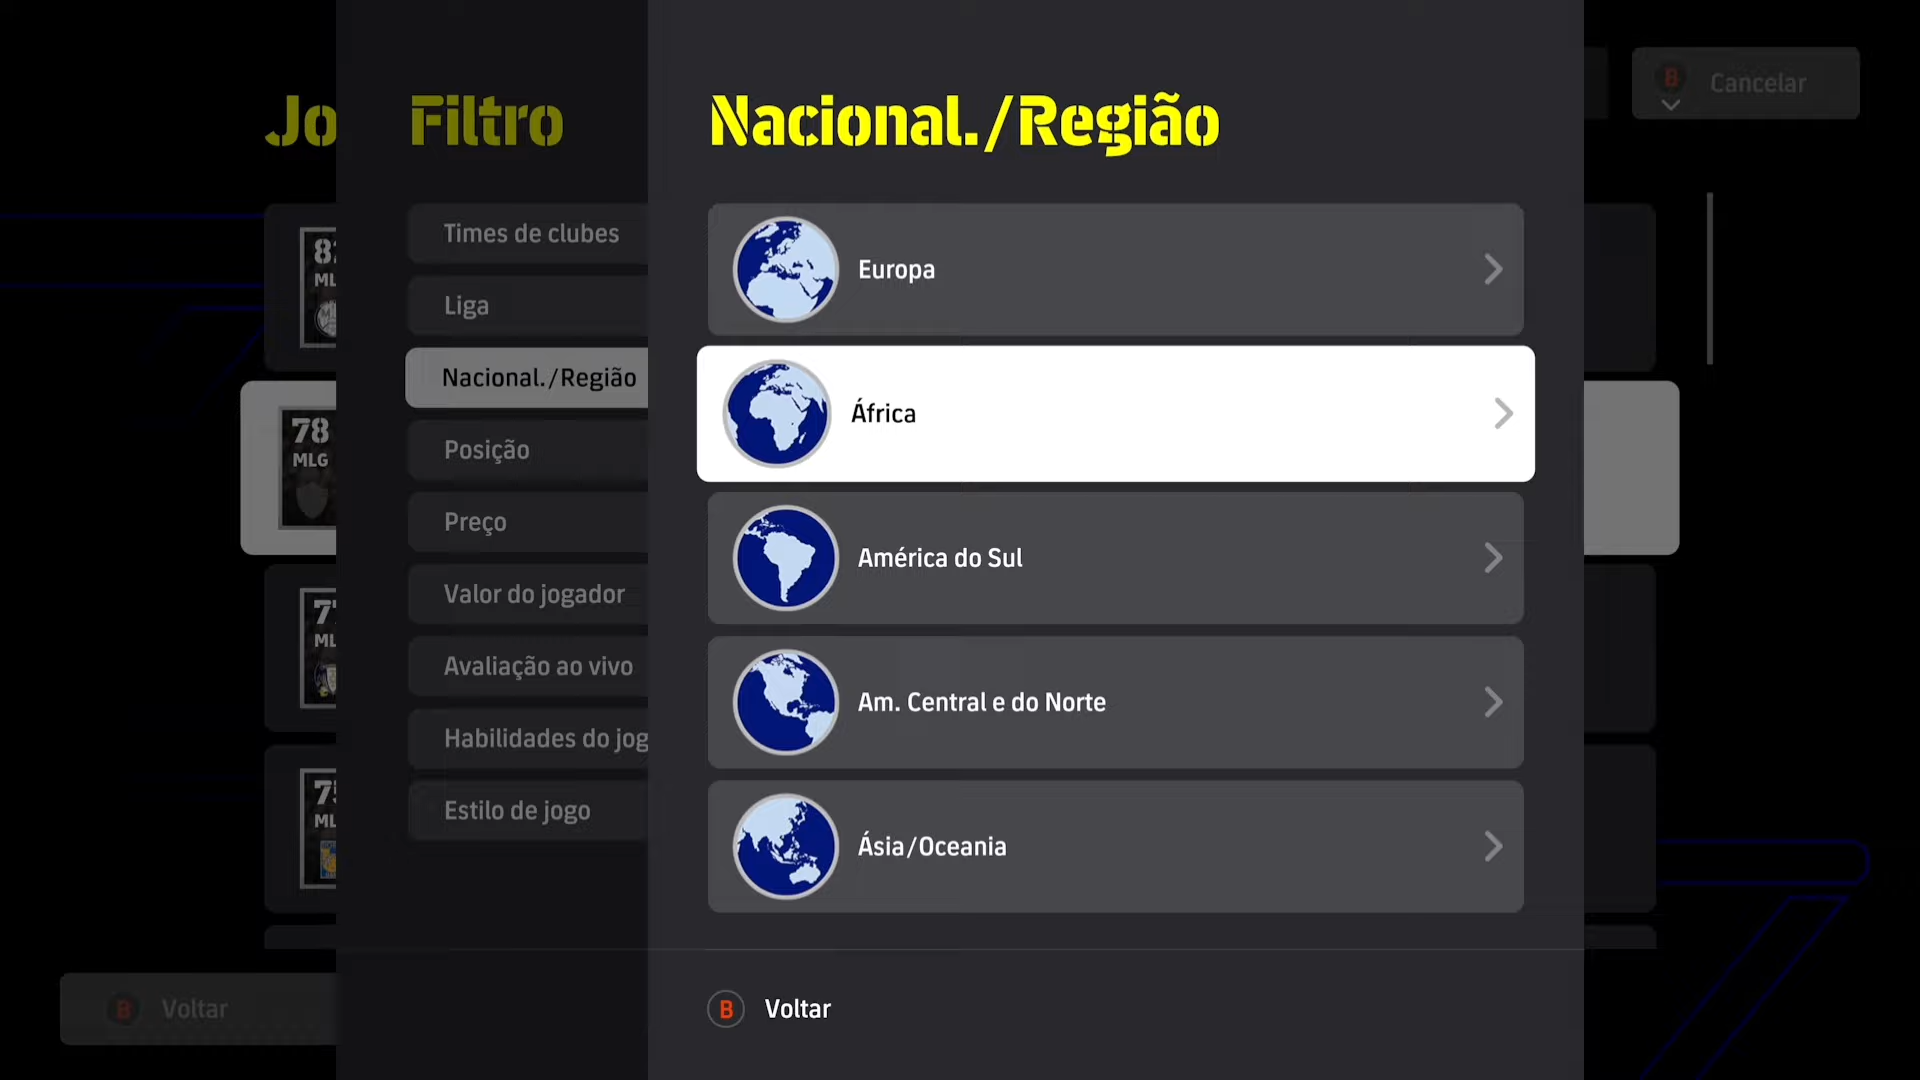 Jo
Filtro
Nacional./Região
B Cancelar
Times de clubes
Liga
Nacional./Região
Posição
Preço
Valor do jogador
Avaliação ao vivo
Habilidades do jog
Estilo de jogo
78
MLG
Europa
África
América do Sul
Am. Central e do Norte
Ásia/Oceania
B Voltar
B Voltar